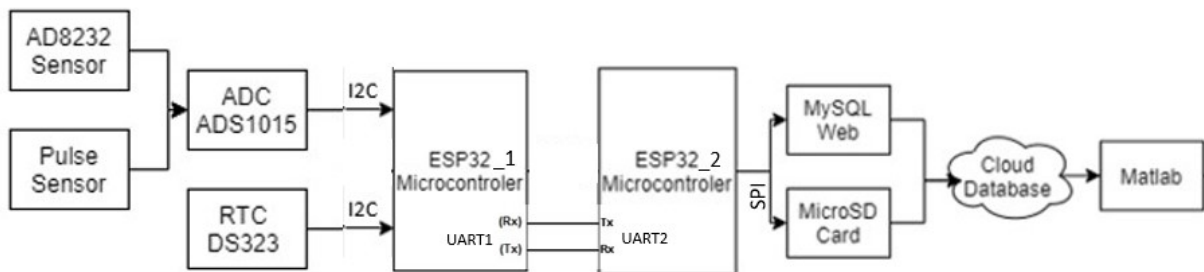 AD8232
Sensor
Pulse
Sensor
ADC
ADS1015
RTC
DS323
I2C
I2C
ESP32_1
Microcontroler
(Rx)
UART1
(Tx)
ESP32_2
Microcontroler
Tx
UART2
Rx
SPI
MySQL
Web
MicroSD
Card
Cloud
Database
Matlab